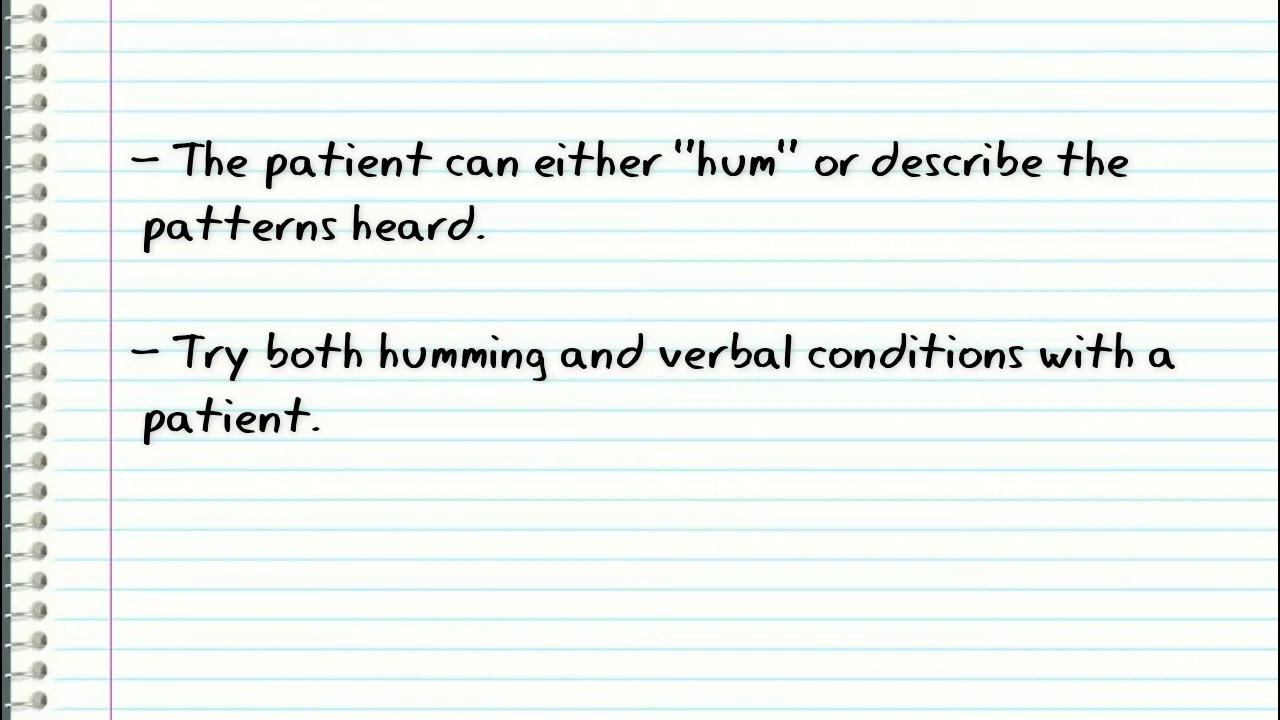 - The patient can either "hum" or describe the
patterns heard.
- Try both humming and verbal conditions with a
patient.